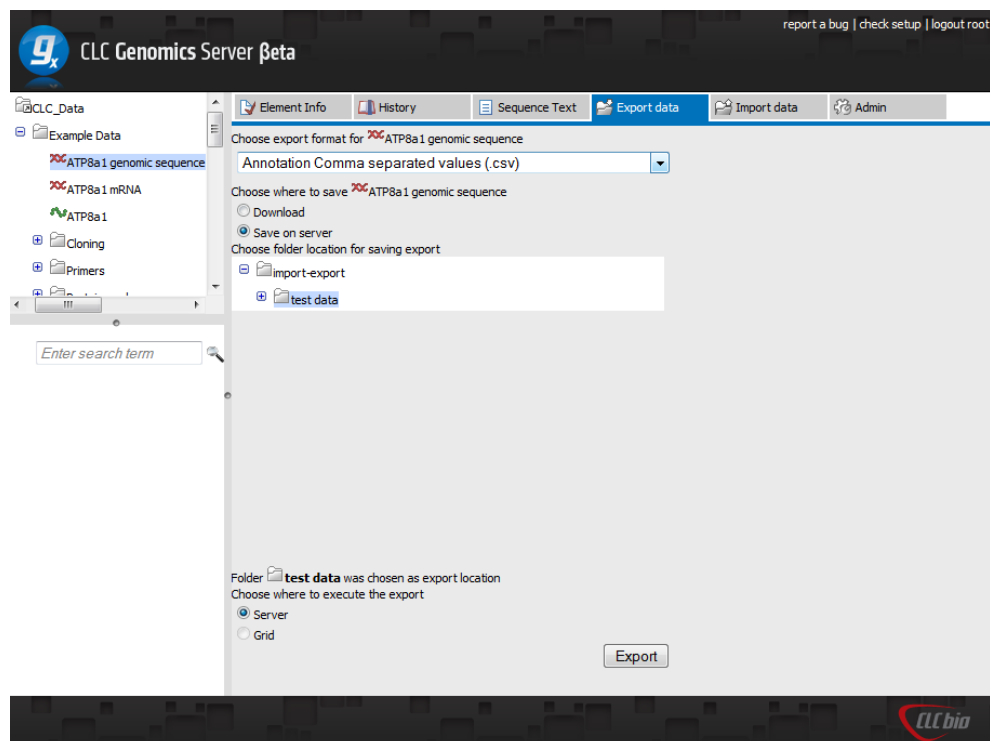 report a bug | check setup | logout root
gx CLC Genomics Server βeta
CLC_Data
Example Data
ATP8a1 genomic sequence
ATP8a1 mRNA
ATP8a1
Cloning
Primers
Enter search term
Element Info History Sequence Text Export data Import data Admin
Choose export format for ATP8a1 genomic sequence
Annotation Comma separated values (.csv)
Choose where to save ATP8a1 genomic sequence
Download
Save on server
Choose folder location for saving export
import-export
test data
Folder test data was chosen as export location
Choose where to execute the export
Server
Grid
Export
CLC bio